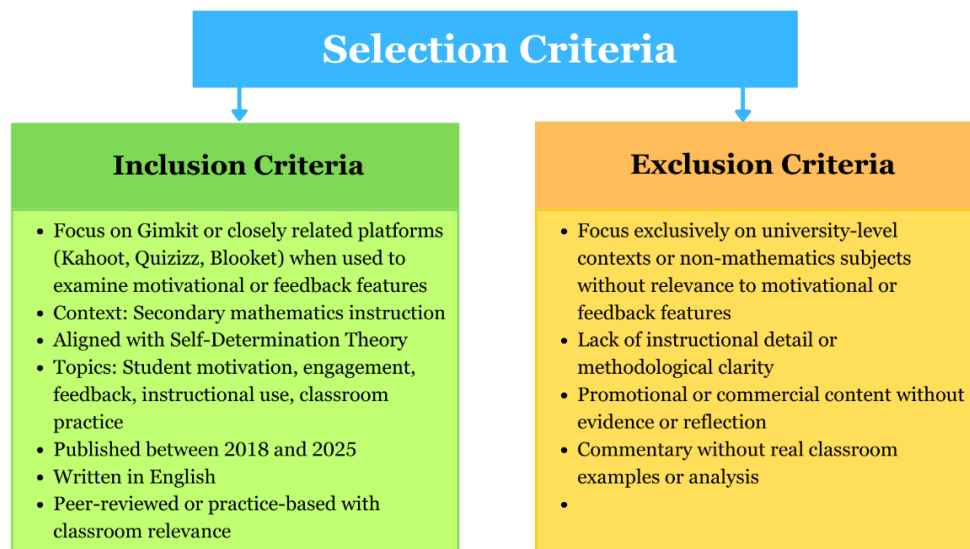 Selection Criteria
Inclusion Criteria
• Focus on Gimkit or closely related platforms
(Kahoot, Quizizz, Blooket) when used to
examine motivational or feedback features
• Context: Secondary mathematics instruction
• Aligned with Self-Determination Theory
• Topics: Student motivation, engagement,
feedback, instructional use, classroom
practice
• Published between 2018 and 2025
• Written in English
• Peer-reviewed or practice-based with
classroom relevance
Exclusion Criteria
• Focus exclusively on university-level
contexts or non-mathematics subjects
without relevance to motivational or
feedback features
• Lack of instructional detail or
methodological clarity
• Promotional or commercial content without
evidence or reflection
• Commentary without real classroom
examples or analysis
•